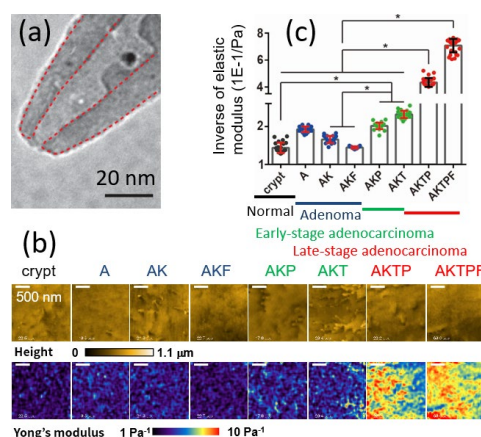 (a)
20 nm
(c)
Inverse of elastic
modulus (1E-1/Pa)
8
6
4
2
1
*
*
*
*
crypt
A
AK
AKF
AKP
AKT
AKTP
AKTPF
Normal
Adenoma
Early-stage adenocarcinoma
Late-stage adenocarcinoma
(b)
crypt A AK AKF AKP AKT AKTP AKTPF
500 nm
Height 0 1.1 μm
Yong's modulus 1 Pa-1 10 Pa-1